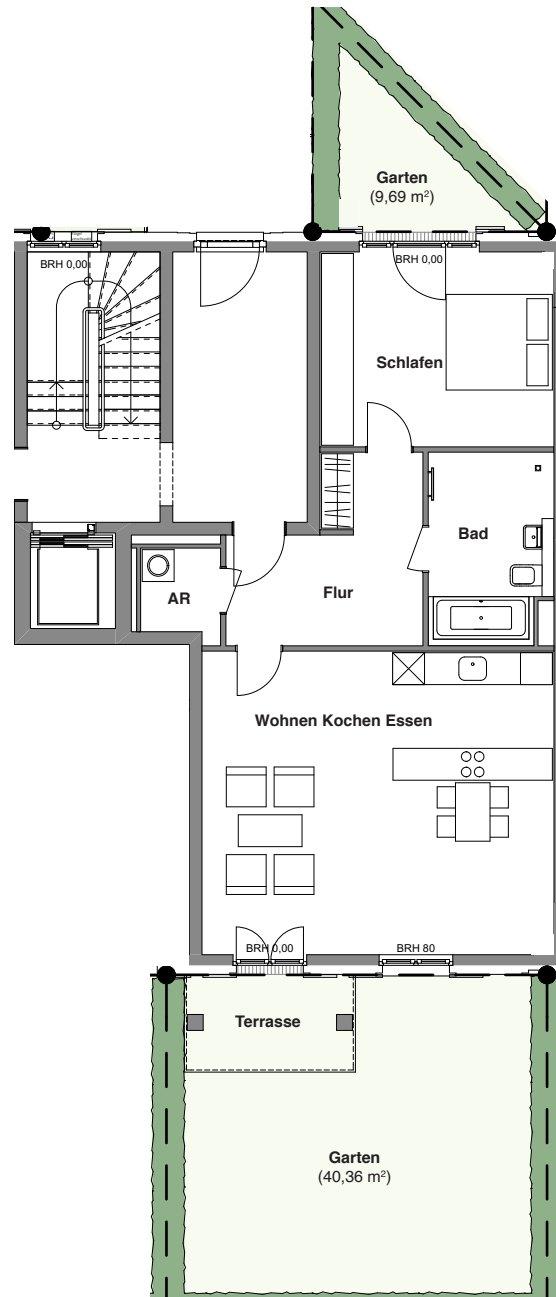 Garten
(9,69 m²)
BRH 0,00
BRH 0,00
Schlafen
Bad
AR
Flur
Wohnen Kochen Essen
BRH 0,00
BRH 80
Terrasse
Garten
(40,36 m²)